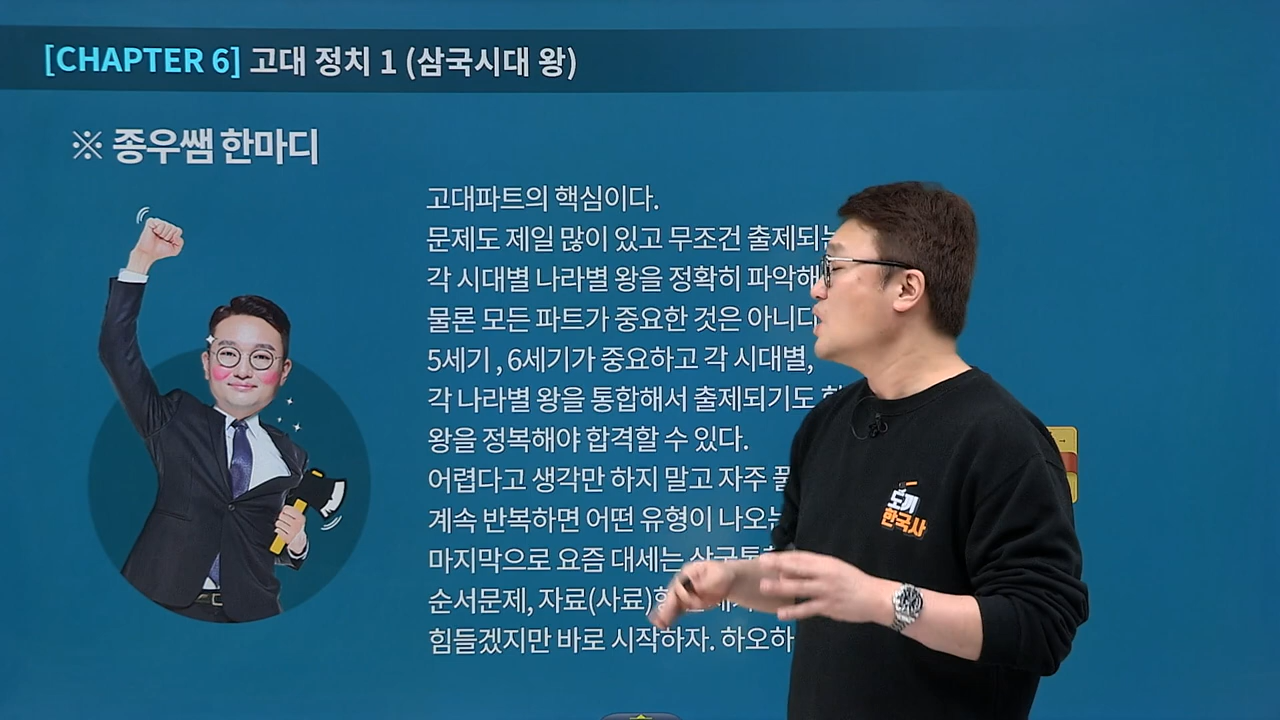 [CHAPTER 6] 고대 정치 1 (삼국시대 왕)
※ 종우쌤 한마디
고대파트의 핵심이다.
문제도 제일 많이 있고 무조건 출제되는
각 시대별 나라별 왕을 정확히 파악해
물론 모든 파트가 중요한 것은 아니다
5세기 , 6세기가 중요하고 각 시대별,
각 나라별 왕을 통합해서 출제되기도
왕을 정복해야 합격할 수 있다.
어렵다고 생각만 하지 말고 자주
계속 반복하면 어떤 유형이 나오는
마지막으로 요즘 대세는
순서문제, 자료(사료)
힘들겠지만 바로 시작하자. 하오하
도끼
한국사